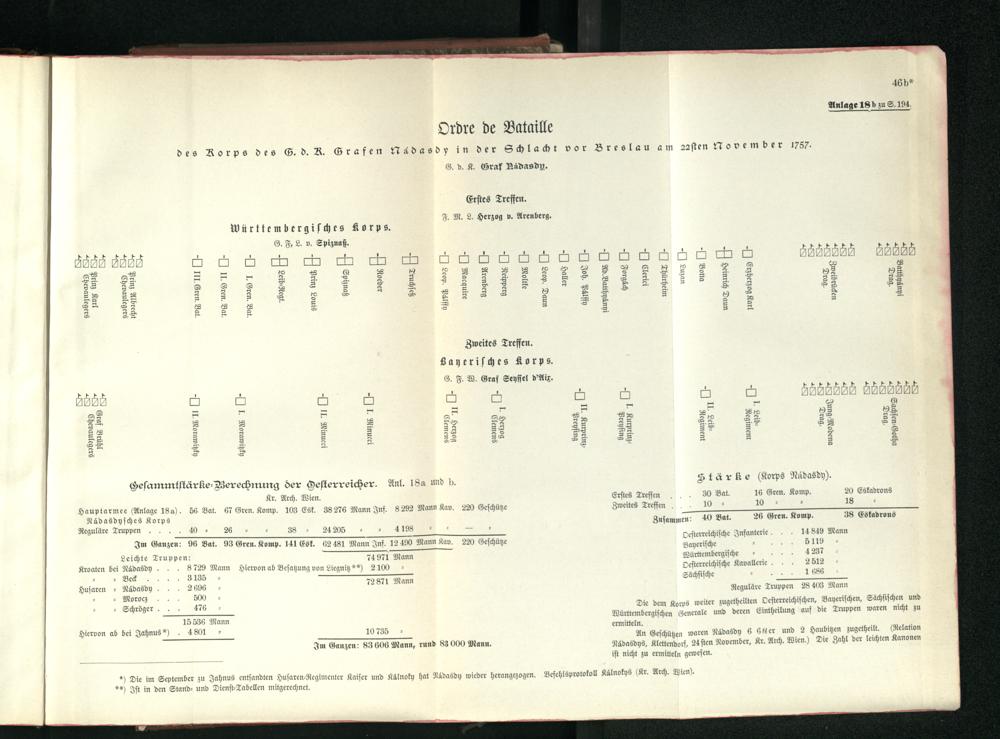 46b*
Anlage 18b zu S. 194.
Ordre de Bataille
des Korps des G. d. K. Grafen Nádasdy in der Schlacht vor Breslau am 22sten November 1757.
G. d. K. Graf Nádasdy.
Erstes Treffen.
F. M. L. Herzog v. Arenberg.
Württembergisches Korps.
G. F. L. v. Spiznaß.
Prinz Karl Chevaulegers
Prinz Albrecht Chevaulegers
III. Gren. Bat.
II. Gren. Bat.
I. Gren. Bat.
Leib-Regt.
Prinz Louis
Spiznaß
Roeder
Truchseß
Leop. Pálffy
Macquire
Arenberg
Neipperg
Moltke
Leop. Daun
Haller
Joh. Pálffy
Ad. Batthyányi
Forgách
Clerici
Thürheim
Luzan
Botta
Heinrich Daun
Erzherzog Karl
Zweibrücken Drag.
Batthyányi Drag.
Zweites Treffen.
Bayerisches Korps.
G. F. W. Graf Seyssel d'Aix.
Graf Brühl Chevaulegers
II. Morawitzky
I. Morawitzky
II. Minucci
I. Minucci
II. Herzog Clemens
I. Herzog Clemens
II. Kurprinz-Preysing
I. Kurprinz-Preysing
II. Leib-Regiment
I. Leib-Regiment
Jung-Modena Drag.
Sachsen-Gotha Drag.
Gesammtstärke-Berechnung der Oesterreicher. Anl. 18a und b.
Kr. Arch. Wien.
Hauptarmee (Anlage 18a). 56 Bat. 67 Gren. Komp. 103 Esk. 38 276 Mann Inf. 8 292 Mann Kav. 220 Geschütze
Nádasdysches Korps
Reguläre Truppen . . . . 40 „ 26 „ „ 38 „ 24 205 „ „ 4 198 „ „ — „
Im Ganzen: 96 Bat. 93 Gren. Komp. 141 Esk. 62 481 Mann Inf. 12 490 Mann Kav. 220 Geschütze
Leichte Truppen: 74 971 Mann
Kroaten bei Nádasdy . . . 8 729 Mann Hiervon ab Besatzung von Liegnitz**) 2 100 „
„ „ Beck . . . . 3 135 „ 72 871 Mann
Husaren „ Nádasdy . . . 2 696 „
„ „ Morocz . . . 500 „
„ „ Schröger . . . 476 „
15 536 Mann
Hiervon ab bei Jahnus*) . 4 801 „ 10 735 „
Im Ganzen: 83 606 Mann, rund 83 000 Mann.
Stärke (Korps Nádasdy).
Erstes Treffen . . . 30 Bat. 16 Gren. Komp. 20 Eskadrons
Zweites Treffen . . . 10 „ 10 „ „ 18 „
Zusammen: 40 Bat. 26 Gren. Komp. 38 Eskadrons
Oesterreichische Infanterie . . . 14 849 Mann
Bayerische „ . . . 5 119 „
Württembergische „ . . . 4 237 „
Oesterreichische Kavallerie . . . 2 512 „
Sächsische „ . . . 1 686 „
Reguläre Truppen 28 403 Mann
Die dem Korps weiter zugetheilten Oesterreichischen, Bayerischen, Sächsischen und
Württembergischen Generale und deren Eintheilung auf die Truppen waren nicht zu
ermitteln.
An Geschützen waren Nádasdy 6 6ller und 2 Haubitzen zugetheilt. (Relation
Nádasdys, Klettendorf, 24sten November, Kr. Arch. Wien.) Die Zahl der leichten Kanonen
ist nicht zu ermitteln gewesen.
*) Die im September zu Jahnus entsandten Husaren-Regimenter Kaiser und Kálnoky hat Nádasdy wieder herangezogen. Befehlsprotokoll Kálnokys (Kr. Arch. Wien).
**) Ist in den Stand- und Dienst-Tabellen mitgerechnet.